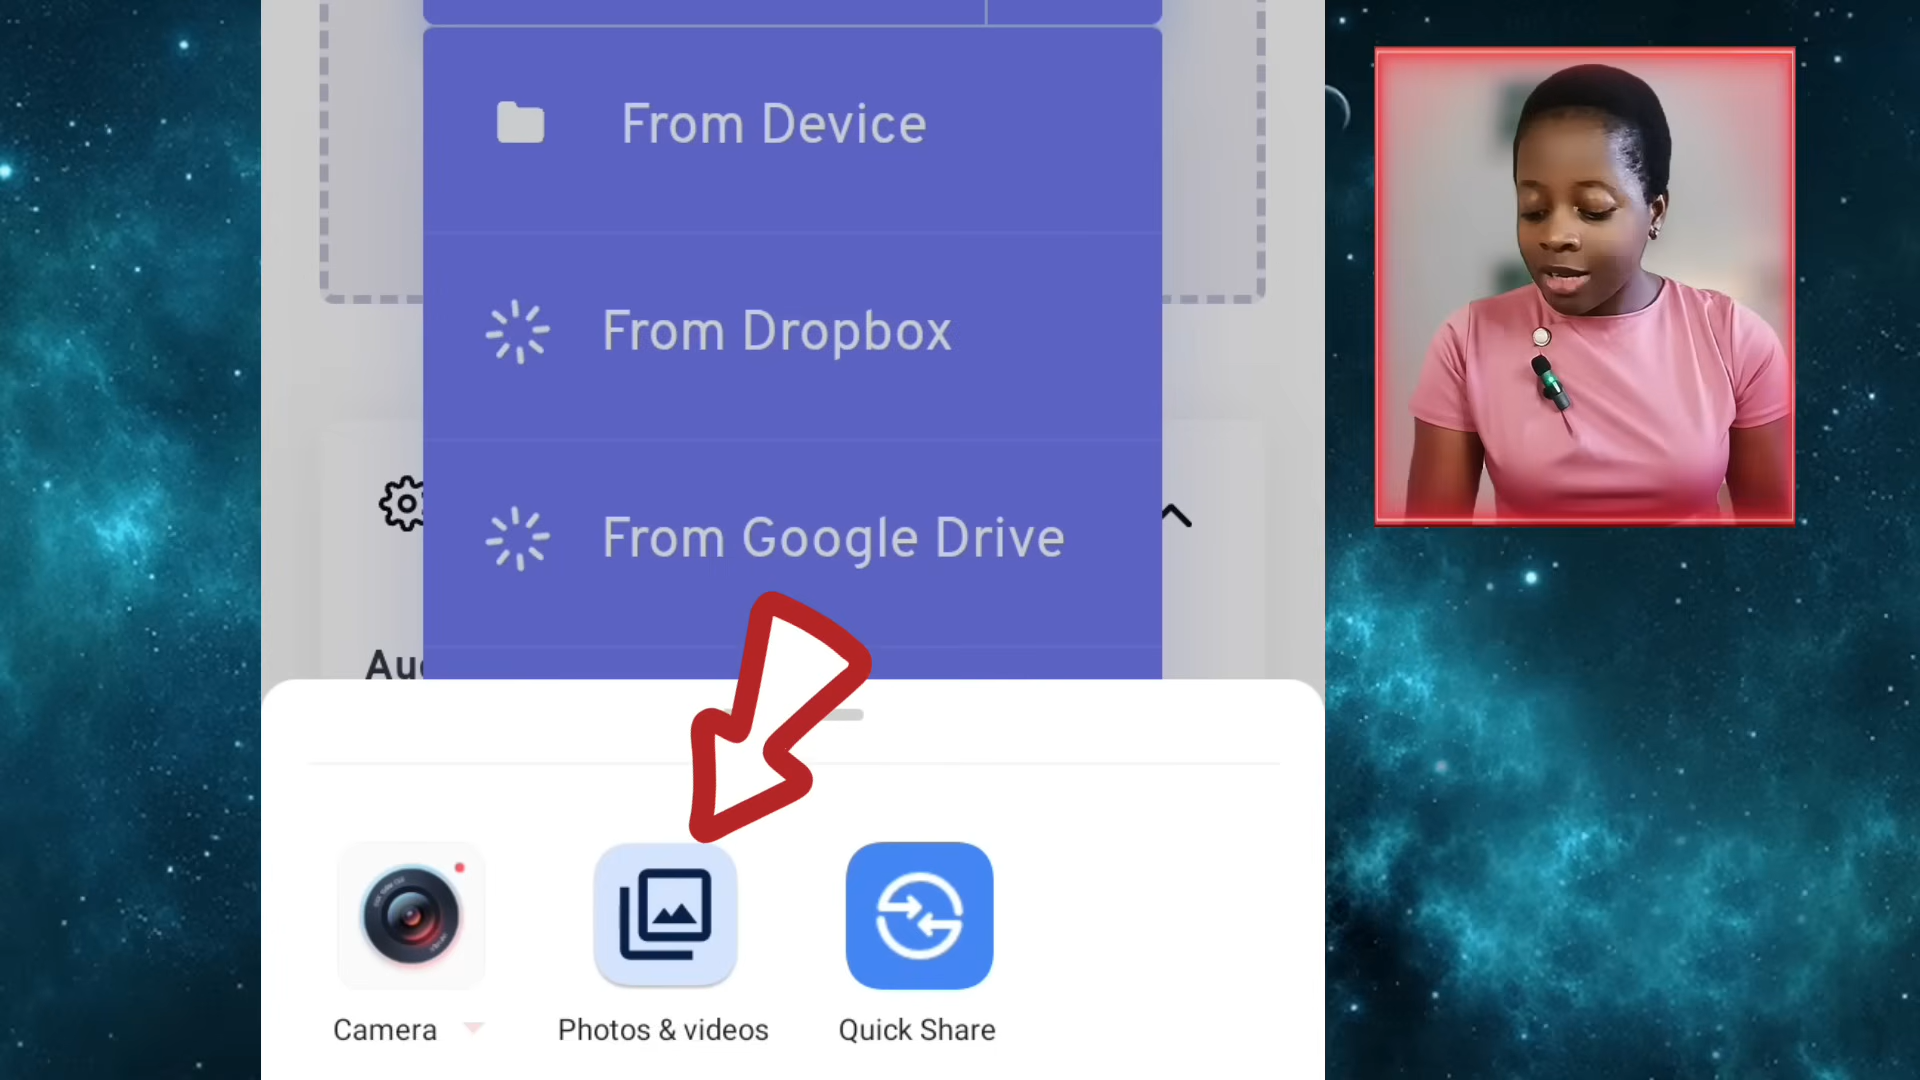 From Device
From Dropbox
From Google Drive
Camera
Photos & videos
Quick Share